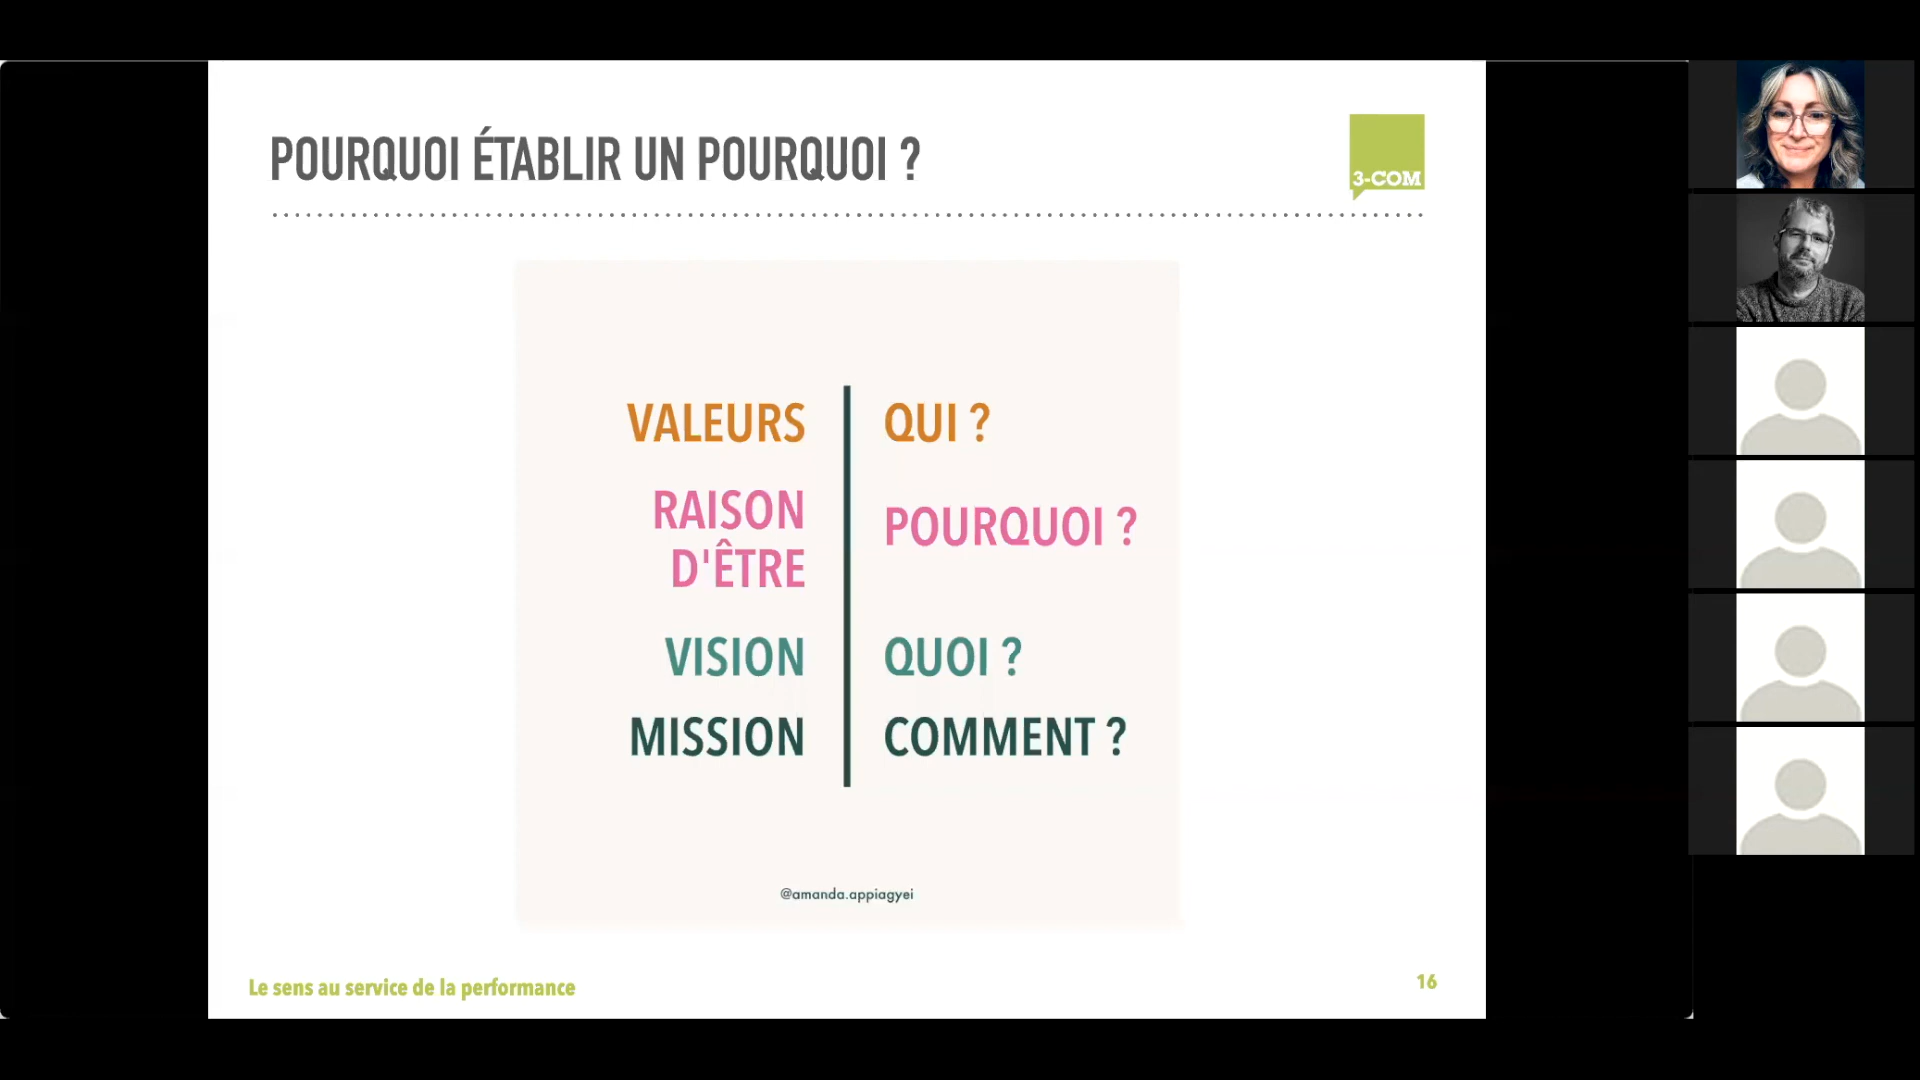 POURQUOI ÉTABLIR UN POURQUOI ?
3-COM
VALEURS
QUI ?
RAISON
D'ÊTRE
POURQUOI ?
VISION
QUOI ?
MISSION
COMMENT ?
@amanda.appiagyei
Le sens au service de la performance
16